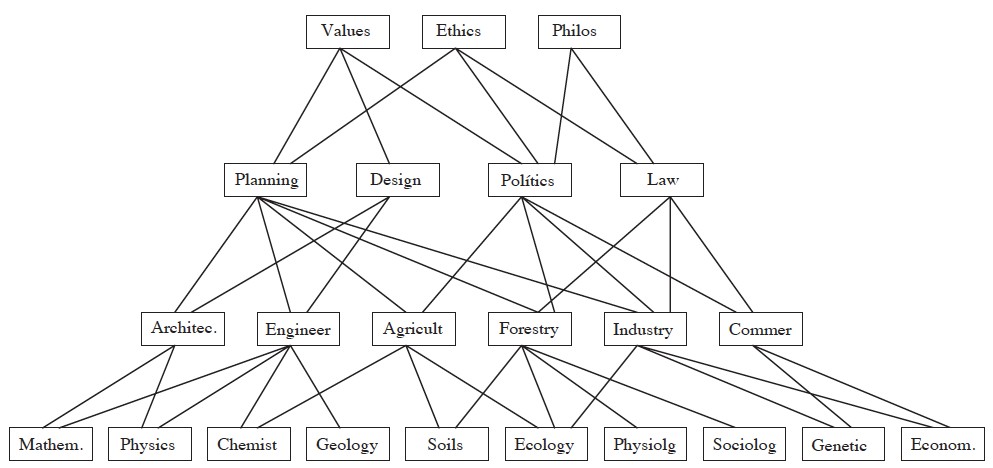 Values Ethics Philos
Planning Design Polítics Law
Architec. Engineer Agricult Forestry Industry Commer
Mathem. Physics Chemist Geology Soils Ecology Physiolg Sociolog Genetic Econom.